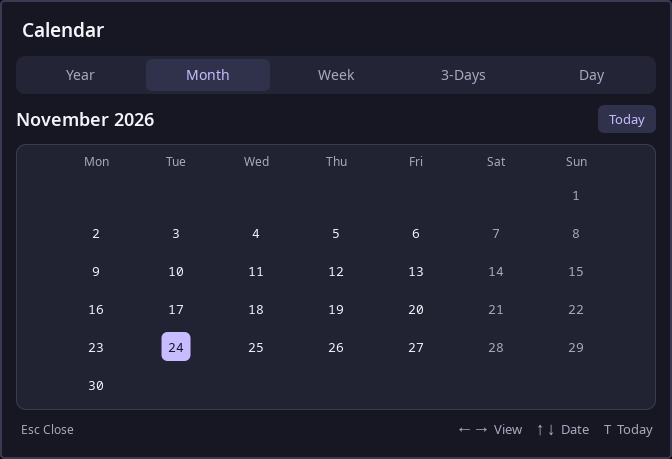 Calendar
Year Month Week 3-Days Day
November 2026 Today
Mon Tue Wed Thu Fri Sat Sun
1
2 3 4 5 6 7 8
9 10 11 12 13 14 15
16 17 18 19 20 21 22
23 24 25 26 27 28 29
30
Esc Close ← → View ↑ ↓ Date T Today